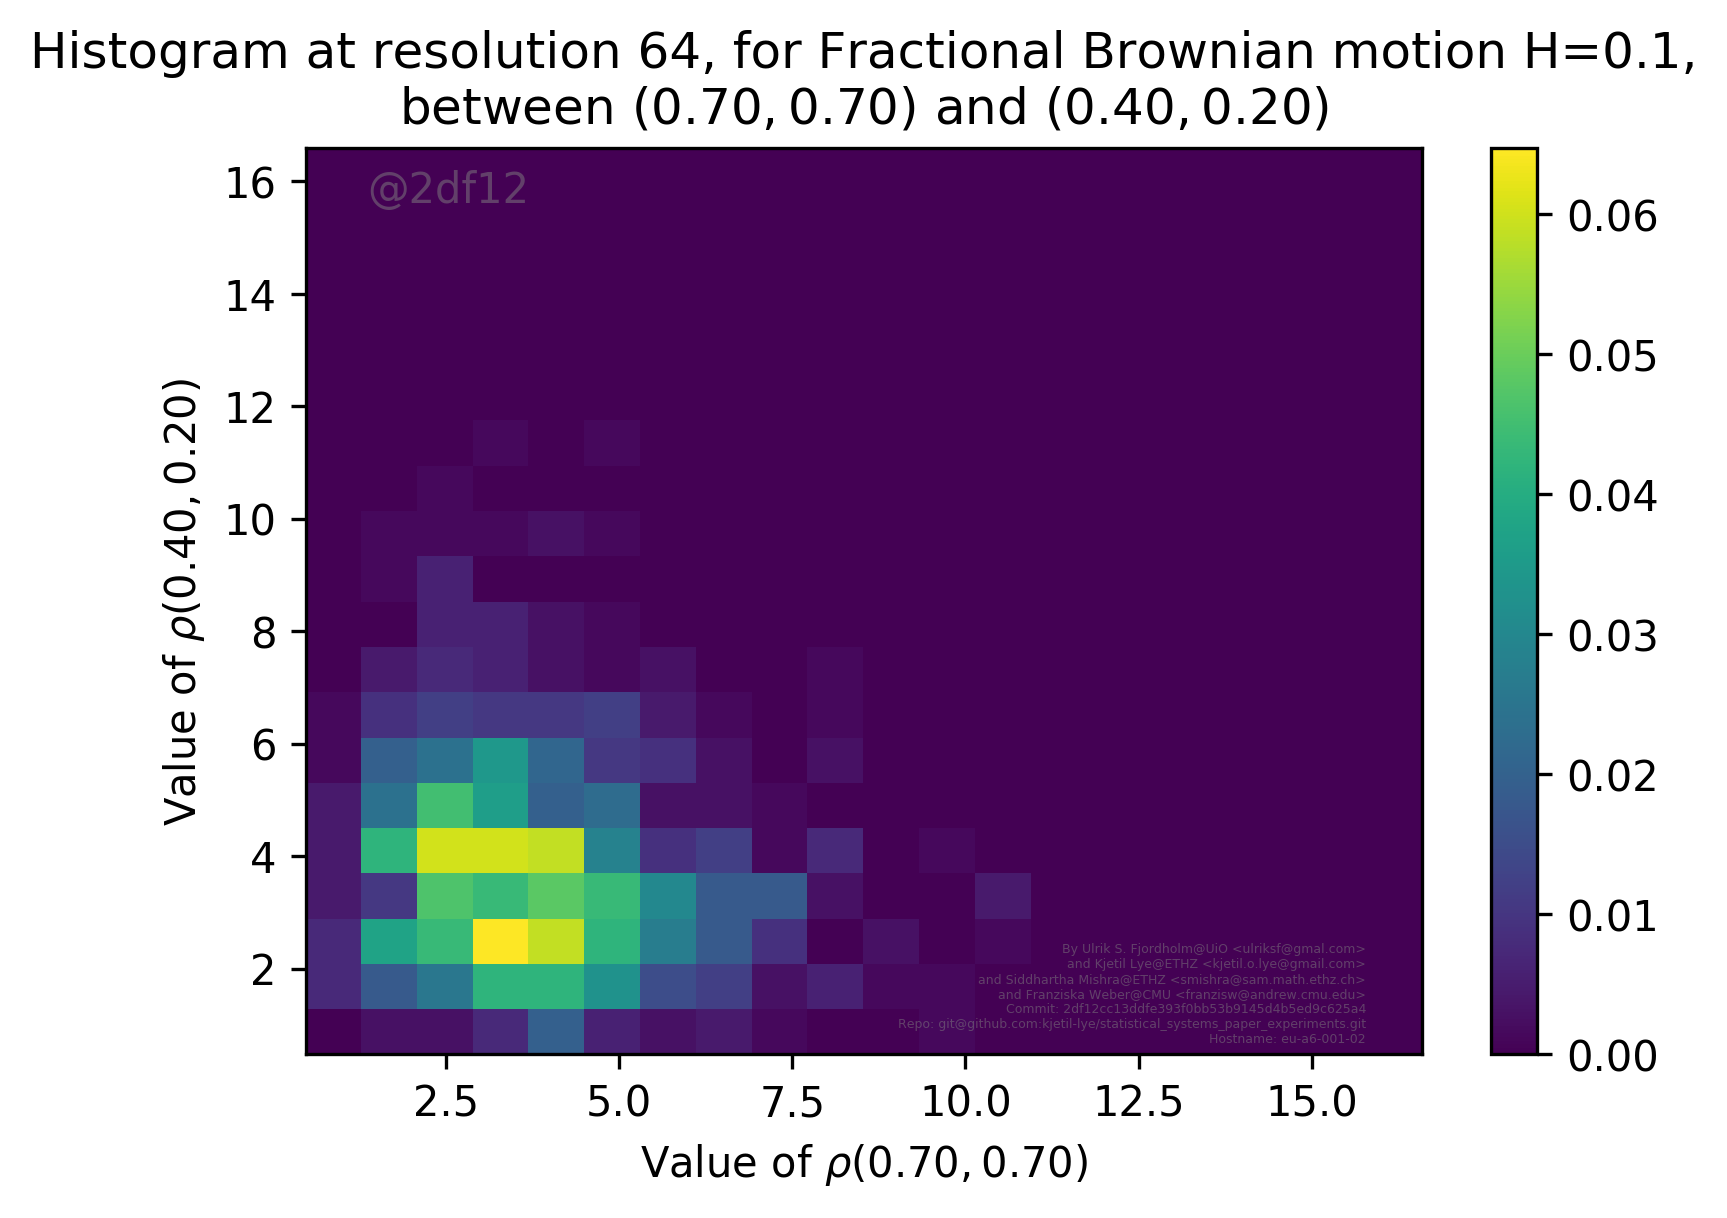 Histogram at resolution 64, for Fractional Brownian motion H=0.1,
between (0.70, 0.70) and (0.40, 0.20)
@2df12
16
14
12
10
8
6
4
2
Value of ρ(0.40, 0.20)
2.5 5.0 7.5 10.0 12.5 15.0
Value of ρ(0.70, 0.70)
0.06
0.05
0.04
0.03
0.02
0.01
0.00
By Ulrik S. Fjordholm@UiO <ulriksf@gmal.com>
and Kjetil Lye@ETHZ <kjetil.o.lye@gmail.com>
and Siddhartha Mishra@ETHZ <smishra@sam.math.ethz.ch>
and Franziska Weber@CMU <franzisw@andrew.cmu.edu>
Commit: 2df12cc13ddfe393f0bb53b9145d4b5ed9c625a4
Repo: git@github.com:kjetil-lye/statistical_systems_paper_experiments.git
Hostname: eu-a6-001-02